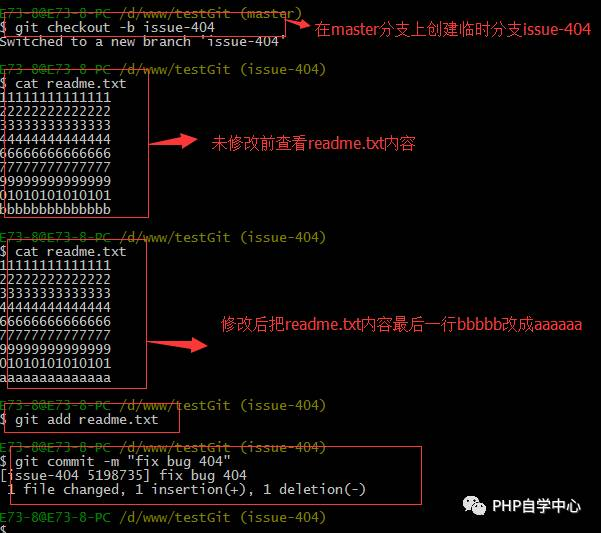 E73-8@E73-8-PC /d/www/testGit (master)
$ git checkout -b issue-404
Switched to a new branch 'issue-404'
在master分支上创建临时分支issue-404
E73-8@E73-8-PC /d/www/testGit (issue-404)
$ cat readme.txt
11111111111111
22222222222222
33333333333333
44444444444444
66666666666666
77777777777777
99999999999999
01010101010101
bbbbbbbbbbbbbb
未修改前查看readme.txt内容
E73-8@E73-8-PC /d/www/testGit (issue-404)
$ cat readme.txt
11111111111111
22222222222222
33333333333333
44444444444444
66666666666666
77777777777777
99999999999999
01010101010101
aaaaaaaaaaaaaa
修改后把readme.txt内容最后一行bbbbb改成aaaaaa
E73-8@E73-8-PC /d/www/testGit (issue-404)
$ git add readme.txt
E73-8@E73-8-PC /d/www/testGit (issue-404)
$ git commit -m "fix bug 404"
[issue-404 5198735] fix bug 404
1 file changed, 1 insertion(+), 1 deletion(-)
E73-8@E73-8-PC /d/www/testGit (issue-404)
$
PHP自学中心